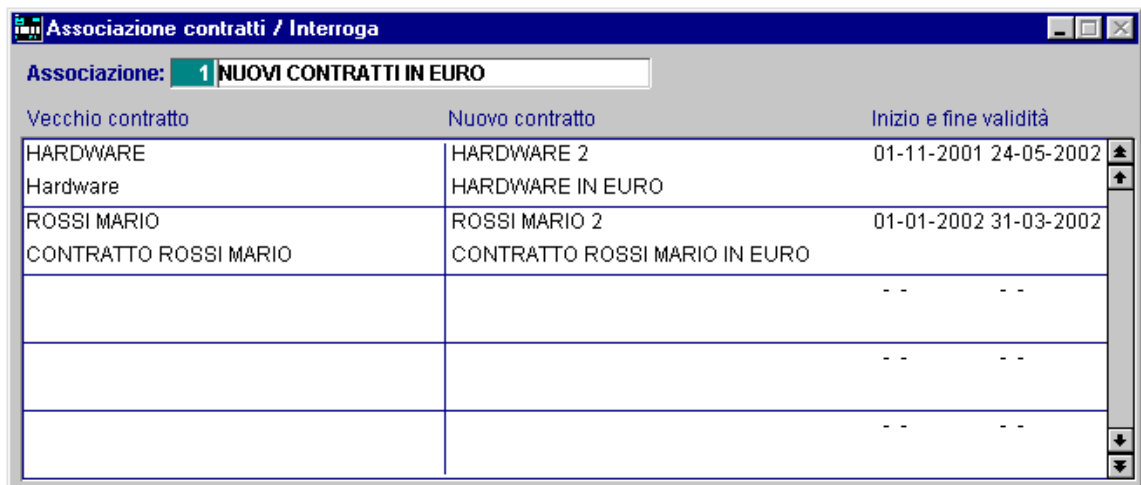 Associazione contratti / Interroga
Associazione: 1 NUOVI CONTRATTI IN EURO
Vecchio contratto Nuovo contratto Inizio e fine validità
HARDWARE HARDWARE 2 01-11-2001 24-05-2002
Hardware HARDWARE IN EURO
ROSSI MARIO ROSSI MARIO 2 01-01-2002 31-03-2002
CONTRATTO ROSSI MARIO CONTRATTO ROSSI MARIO IN EURO
- - - -
- - - -
- - - -